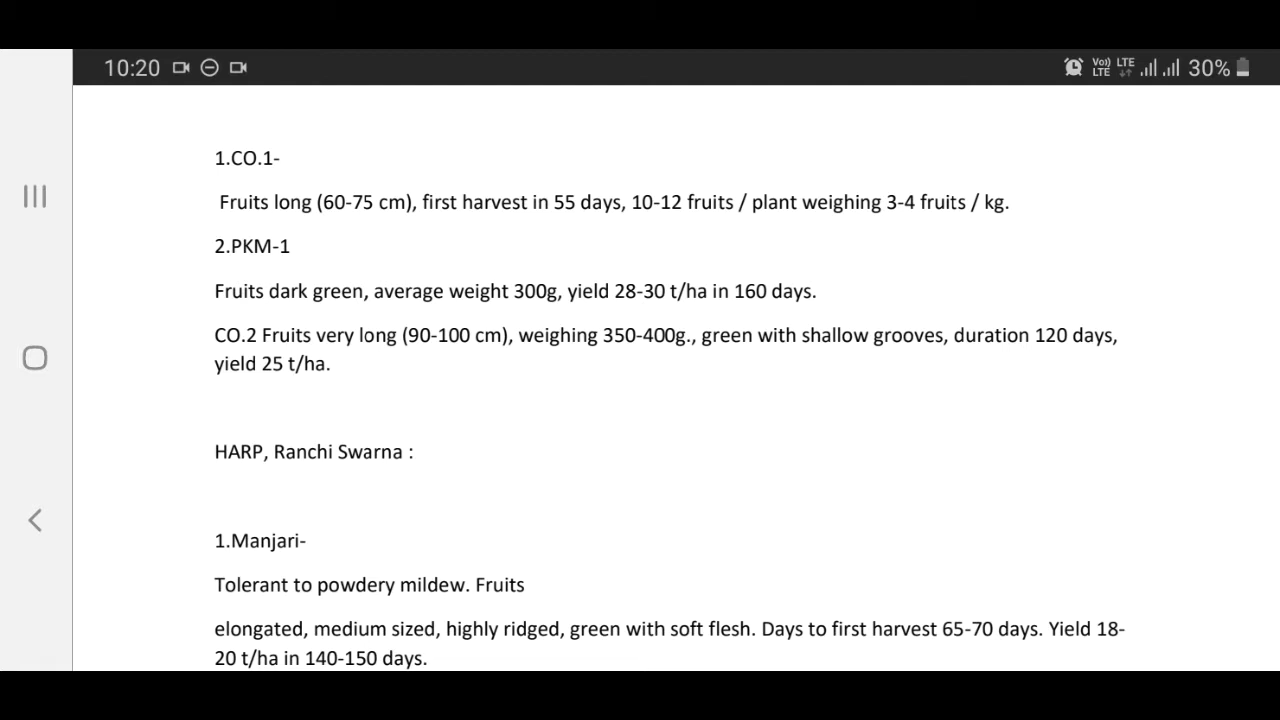 10:20 Vo) LTE LTE 30%
1.CO.1-
Fruits long (60-75 cm), first harvest in 55 days, 10-12 fruits / plant weighing 3-4 fruits / kg.
2.PKM-1
Fruits dark green, average weight 300g, yield 28-30 t/ha in 160 days.
CO.2 Fruits very long (90-100 cm), weighing 350-400g., green with shallow grooves, duration 120 days,
yield 25 t/ha.
HARP, Ranchi Swarna :
1.Manjari-
Tolerant to powdery mildew. Fruits
elongated, medium sized, highly ridged, green with soft flesh. Days to first harvest 65-70 days. Yield 18-
20 t/ha in 140-150 days.